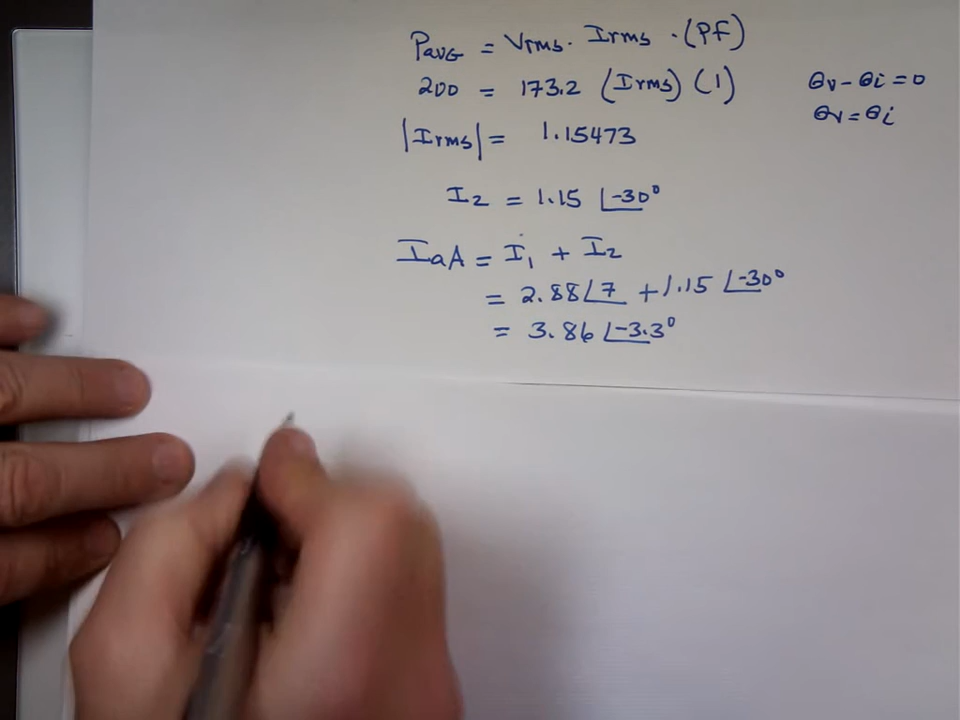 PAVG = Vrms · Irms · (PF)
200 = 173.2 (Irms) (1)
θv - θi = 0
θv = θi
|Irms| = 1.15473
I2 = 1.15 ∠-30°
IaA = I1 + I2
= 2.88∠7 + 1.15 ∠-30°
= 3.86 ∠-3.3°